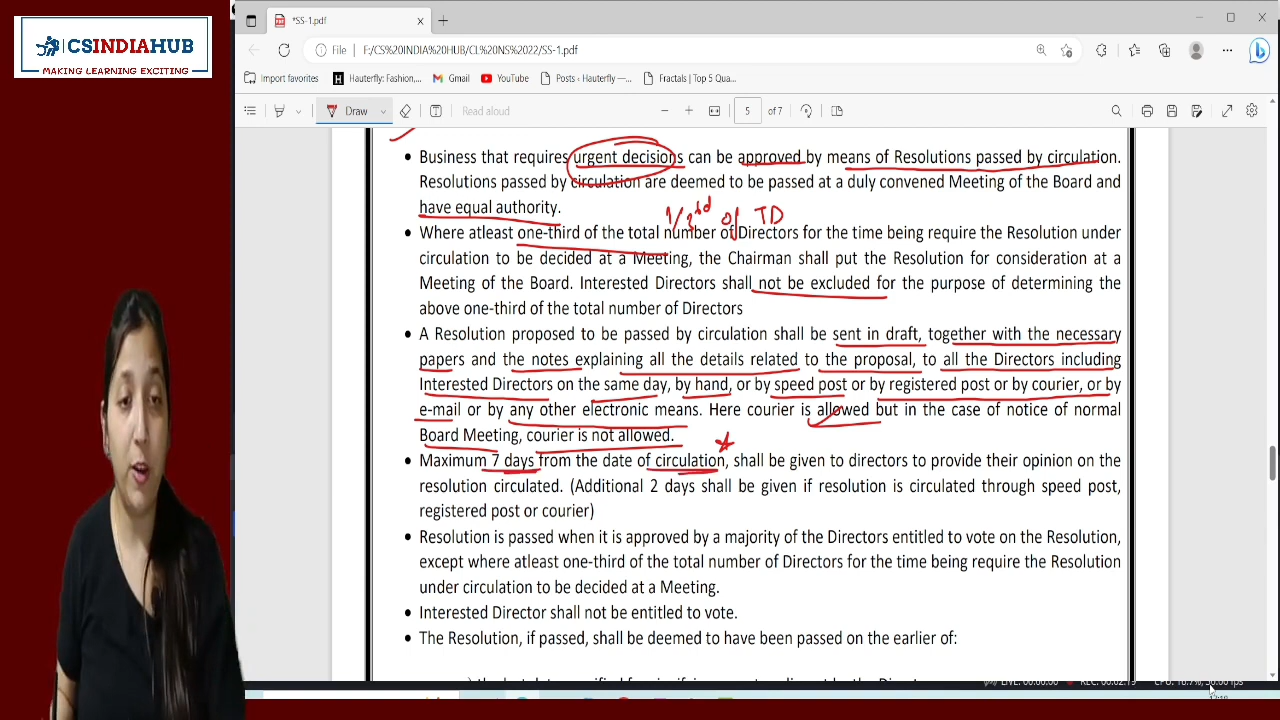 CSINDIAHUB
MAKING LEARNING EXCITING
*SS-1.pdf
File F:/CS%20INDIA%20HUB/CL%20NS%202022/SS-1.pdf
Import favorites Hauterfly: Fashion,... Gmail YouTube Posts ‹ Hauterfly —... Fractals | Top 5 Qua...
Draw Read aloud 5 of 7
• Business that requires urgent decisions can be approved by means of Resolutions passed by circulation.
Resolutions passed by circulation are deemed to be passed at a duly convened Meeting of the Board and
have equal authority.
1/3rd of TD
• Where atleast one-third of the total number of Directors for the time being require the Resolution under
circulation to be decided at a Meeting, the Chairman shall put the Resolution for consideration at a
Meeting of the Board. Interested Directors shall not be excluded for the purpose of determining the
above one-third of the total number of Directors
• A Resolution proposed to be passed by circulation shall be sent in draft, together with the necessary
papers and the notes explaining all the details related to the proposal, to all the Directors including
Interested Directors on the same day, by hand, or by speed post or by registered post or by courier, or by
e-mail or by any other electronic means. Here courier is allowed but in the case of notice of normal
Board Meeting, courier is not allowed.
• Maximum 7 days from the date of circulation, shall be given to directors to provide their opinion on the
resolution circulated. (Additional 2 days shall be given if resolution is circulated through speed post,
registered post or courier)
• Resolution is passed when it is approved by a majority of the Directors entitled to vote on the Resolution,
except where atleast one-third of the total number of Directors for the time being require the Resolution
under circulation to be decided at a Meeting.
• Interested Director shall not be entitled to vote.
• The Resolution, if passed, shall be deemed to have been passed on the earlier of: